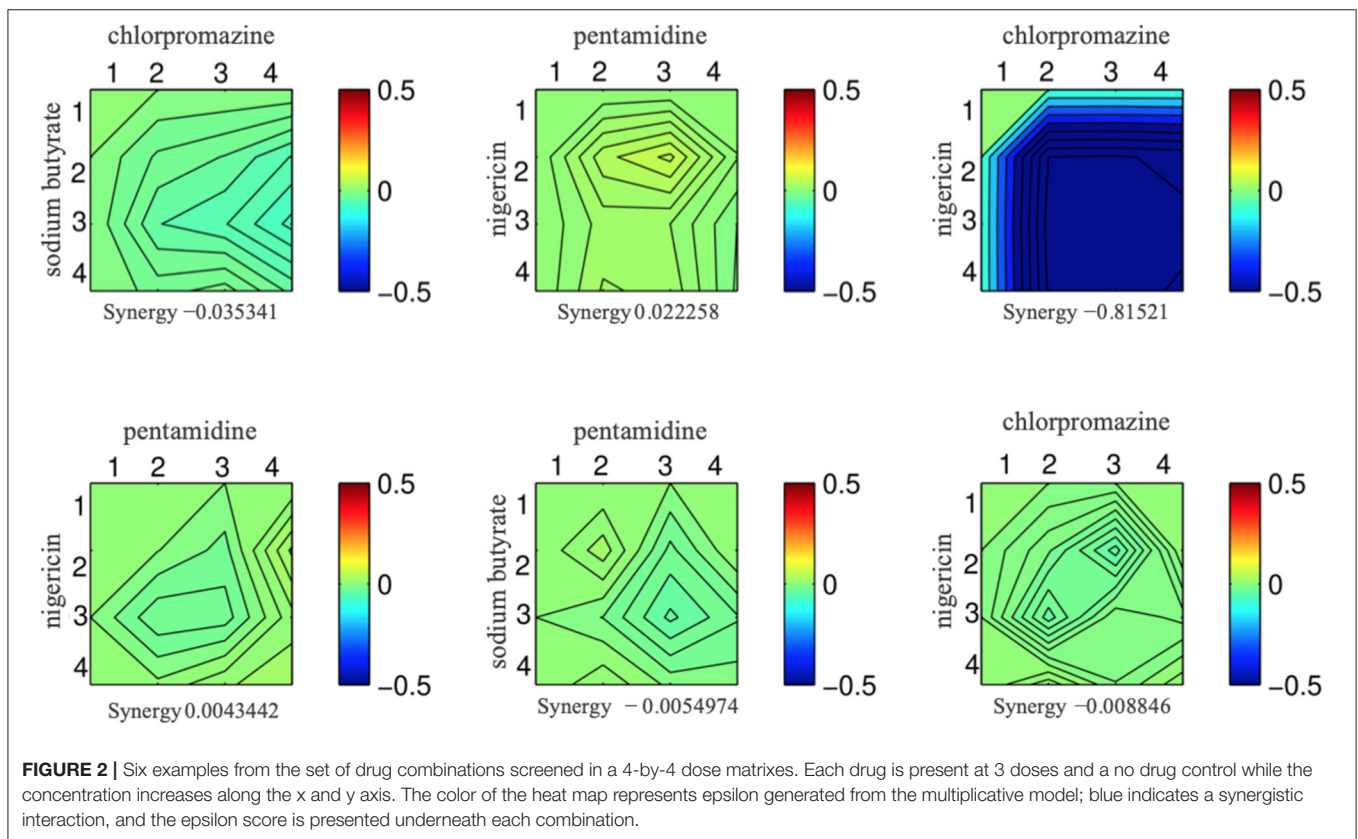 chlorpromazine
1 2 3 4
sodium butyrate
1
2
3
4
0.5
0
−0.5
Synergy −0.035341
pentamidine
1 2 3 4
nigericin
1
2
3
4
0.5
0
−0.5
Synergy 0.022258
chlorpromazine
1 2 3 4
nigericin
1
2
3
4
0.5
0
−0.5
Synergy −0.81521
pentamidine
1 2 3 4
nigericin
1
2
3
4
0.5
0
−0.5
Synergy 0.0043442
pentamidine
1 2 3 4
sodium butyrate
1
2
3
4
0.5
0
−0.5
Synergy − 0.0054974
chlorpromazine
1 2 3 4
nigericin
1
2
3
4
0.5
0
−0.5
Synergy −0.008846
FIGURE 2 | Six examples from the set of drug combinations screened in a 4-by-4 dose matrixes. Each drug is present at 3 doses and a no drug control while the
concentration increases along the x and y axis. The color of the heat map represents epsilon generated from the multiplicative model; blue indicates a synergistic
interaction, and the epsilon score is presented underneath each combination.